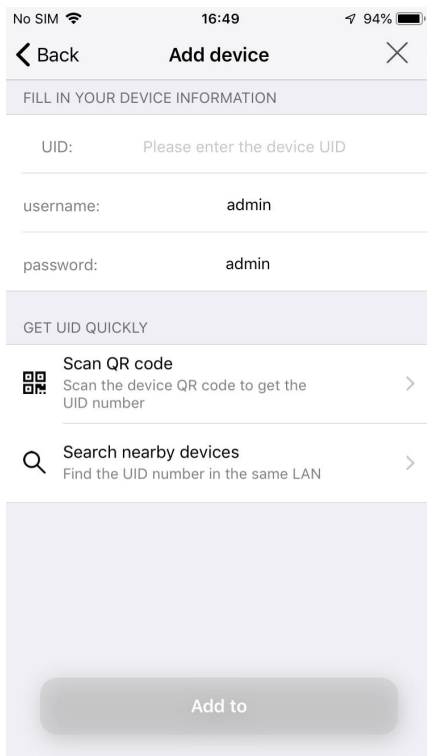 No SIM 16:49 94%
Back Add device
FILL IN YOUR DEVICE INFORMATION
UID: Please enter the device UID
username: admin
password: admin
GET UID QUICKLY
Scan QR code
Scan the device QR code to get the
UID number
Search nearby devices
Find the UID number in the same LAN
Add to